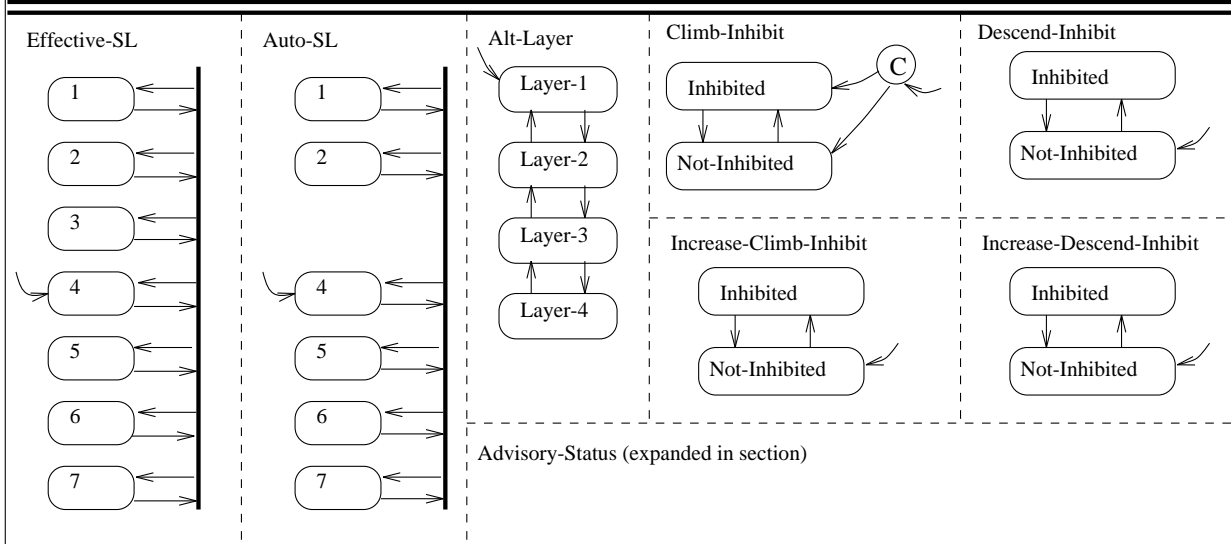 Effective-SL
1
2
3
4
5
6
7
Auto-SL
1
2
4
5
6
7
Alt-Layer
Layer-1
Layer-2
Layer-3
Layer-4
Climb-Inhibit
C
Inhibited
Not-Inhibited
Descend-Inhibit
Inhibited
Not-Inhibited
Increase-Climb-Inhibit
Inhibited
Not-Inhibited
Increase-Descend-Inhibit
Inhibited
Not-Inhibited
Advisory-Status (expanded in section)